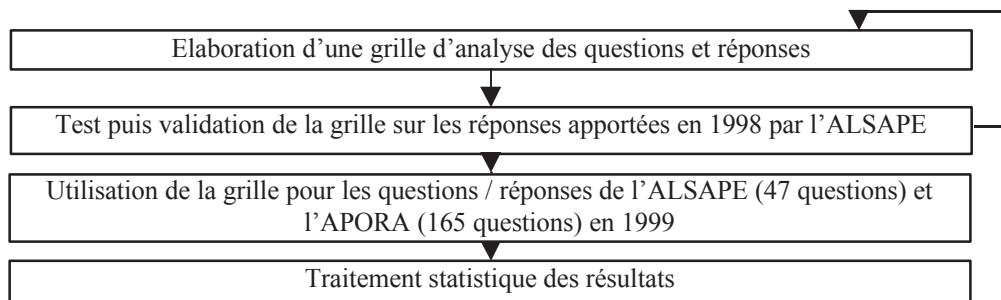 Elaboration d’une grille d’analyse des questions et réponses
Test puis validation de la grille sur les réponses apportées en 1998 par l’ALSAPE
Utilisation de la grille pour les questions / réponses de l’ALSAPE (47 questions) et
l’APORA (165 questions) en 1999
Traitement statistique des résultats